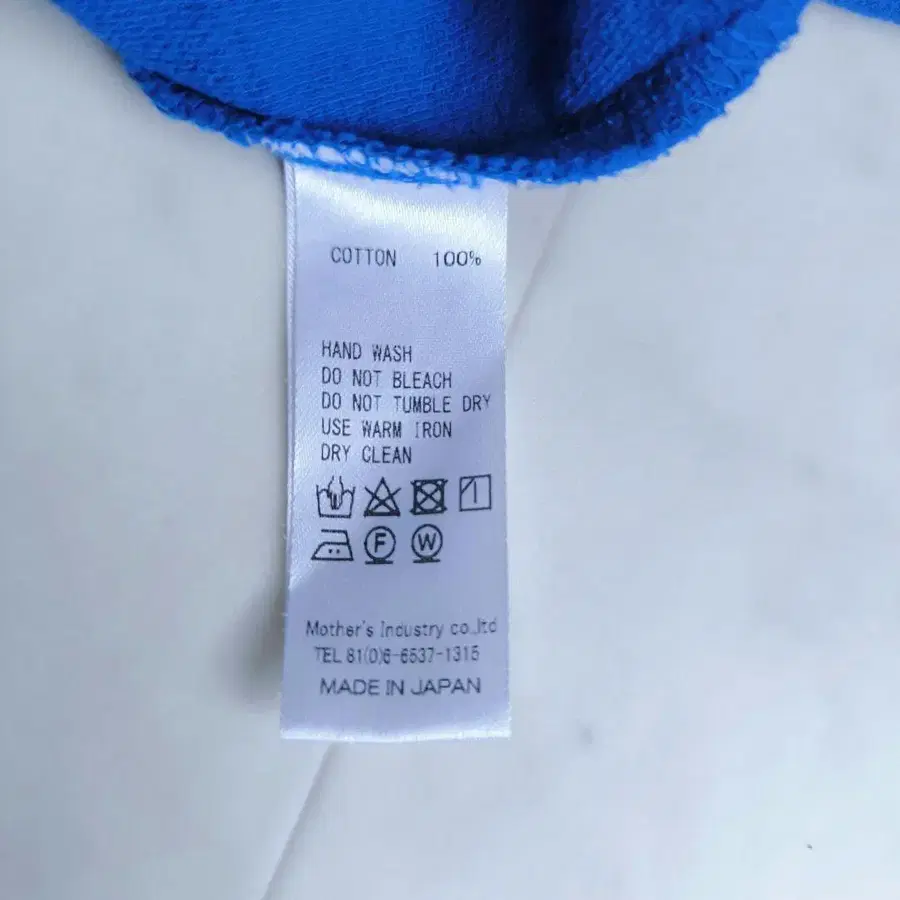 COTTON 100%
HAND WASH
DO NOT BLEACH
DO NOT TUMBLE DRY
USE WARM IRON
DRY CLEAN
F W
Mother's Industry co.,ltd
TEL 81(0)6-6537-1315
MADE IN JAPAN